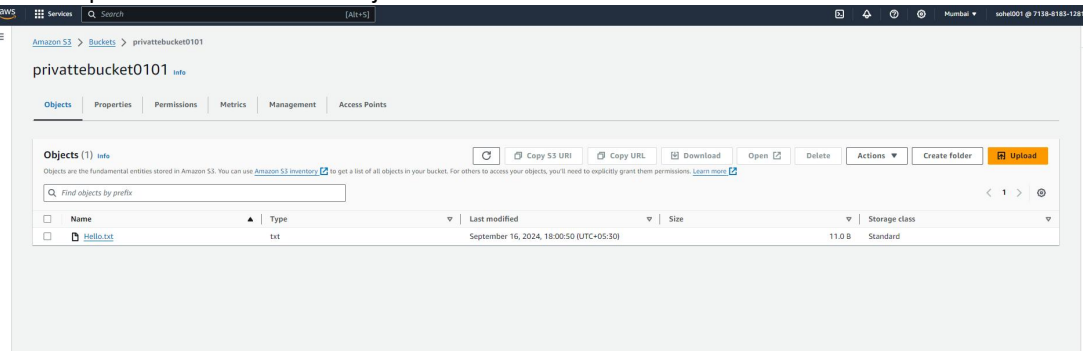 aws Services Search [Alt+S] Mumbai ▼ sohel001 @ 7138-8183-1281
Amazon S3 > Buckets > privattebucket0101
privattebucket0101 Info
Objects Properties Permissions Metrics Management Access Points
Objects (1) Info Copy S3 URI Copy URL Download Open Delete Actions ▼ Create folder Upload
Objects are the fundamental entities stored in Amazon S3. You can use Amazon S3 inventory to get a list of all objects in your bucket. For others to access your objects, you'll need to explicitly grant them permissions. Learn more
Find objects by prefix < 1 >
Name Type Last modified Size Storage class
Hello.txt txt September 16, 2024, 18:00:50 (UTC+05:30) 11.0 B Standard